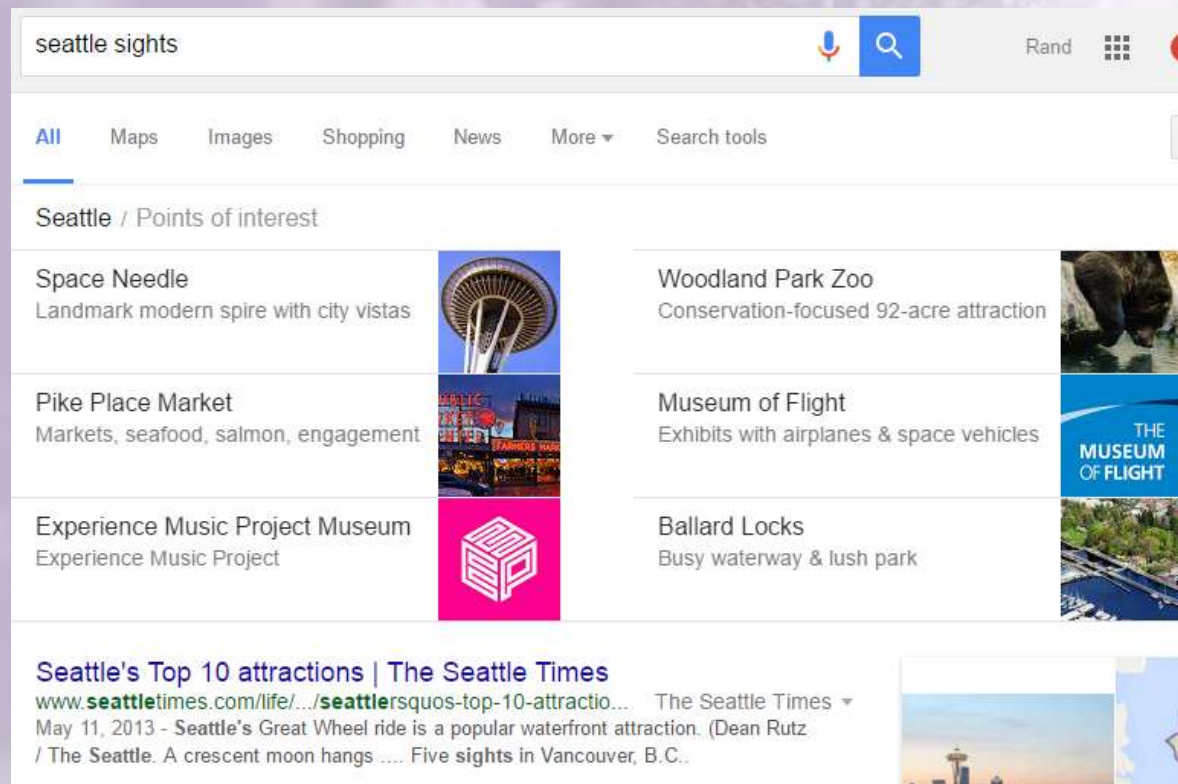 seattle sights
Rand
All Maps Images Shopping News More Search tools
Seattle / Points of interest
Space Needle
Landmark modern spire with city vistas
Woodland Park Zoo
Conservation-focused 92-acre attraction
Pike Place Market
Markets, seafood, salmon, engagement
PUBLIC
MARKET
FARMERS MARK
Museum of Flight
Exhibits with airplanes & space vehicles
THE
MUSEUM
OF FLIGHT
Experience Music Project Museum
Experience Music Project
EMP
Ballard Locks
Busy waterway & lush park
Seattle's Top 10 attractions | The Seattle Times
www.seattletimes.com/life/.../seattlersquos-top-10-attractio... The Seattle Times
May 11, 2013 - Seattle's Great Wheel ride is a popular waterfront attraction. (Dean Rutz
/ The Seattle. A crescent moon hangs .... Five sights in Vancouver, B.C..